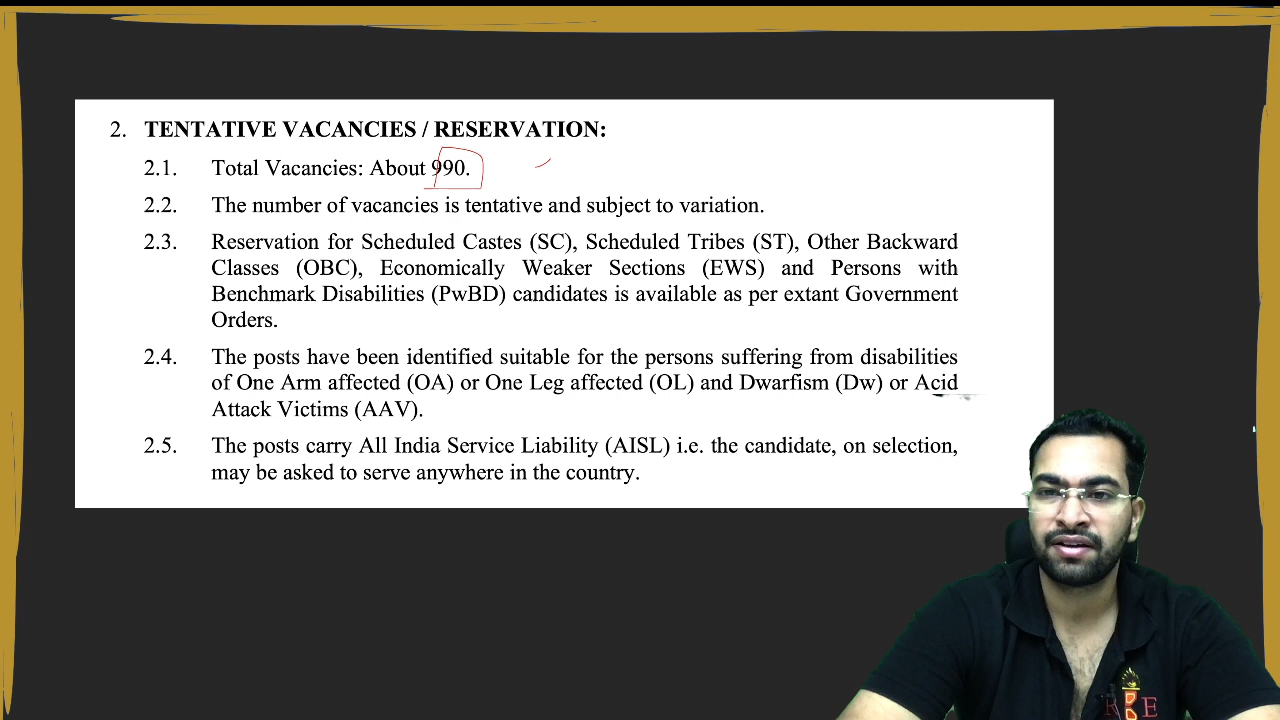 2. TENTATIVE VACANCIES / RESERVATION:
2.1. Total Vacancies: About 990.
2.2. The number of vacancies is tentative and subject to variation.
2.3. Reservation for Scheduled Castes (SC), Scheduled Tribes (ST), Other Backward
Classes (OBC), Economically Weaker Sections (EWS) and Persons with
Benchmark Disabilities (PwBD) candidates is available as per extant Government
Orders.
2.4. The posts have been identified suitable for the persons suffering from disabilities
of One Arm affected (OA) or One Leg affected (OL) and Dwarfism (Dw) or Acid
Attack Victims (AAV).
2.5. The posts carry All India Service Liability (AISL) i.e. the candidate, on selection,
may be asked to serve anywhere in the country.